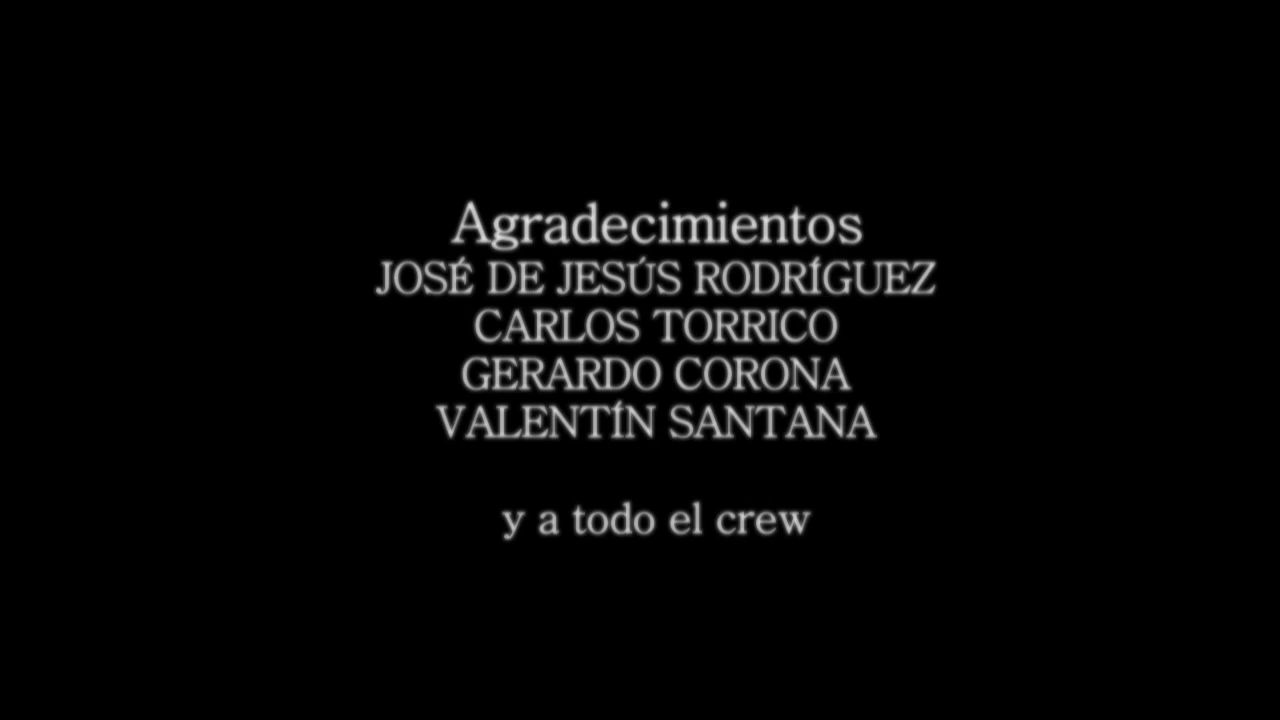 Agradecimientos
JOSÉ DE JESÚS RODRÍGUEZ
CARLOS TORRICO
GERARDO CORONA
VALENTÍN SANTANA
y a todo el crew